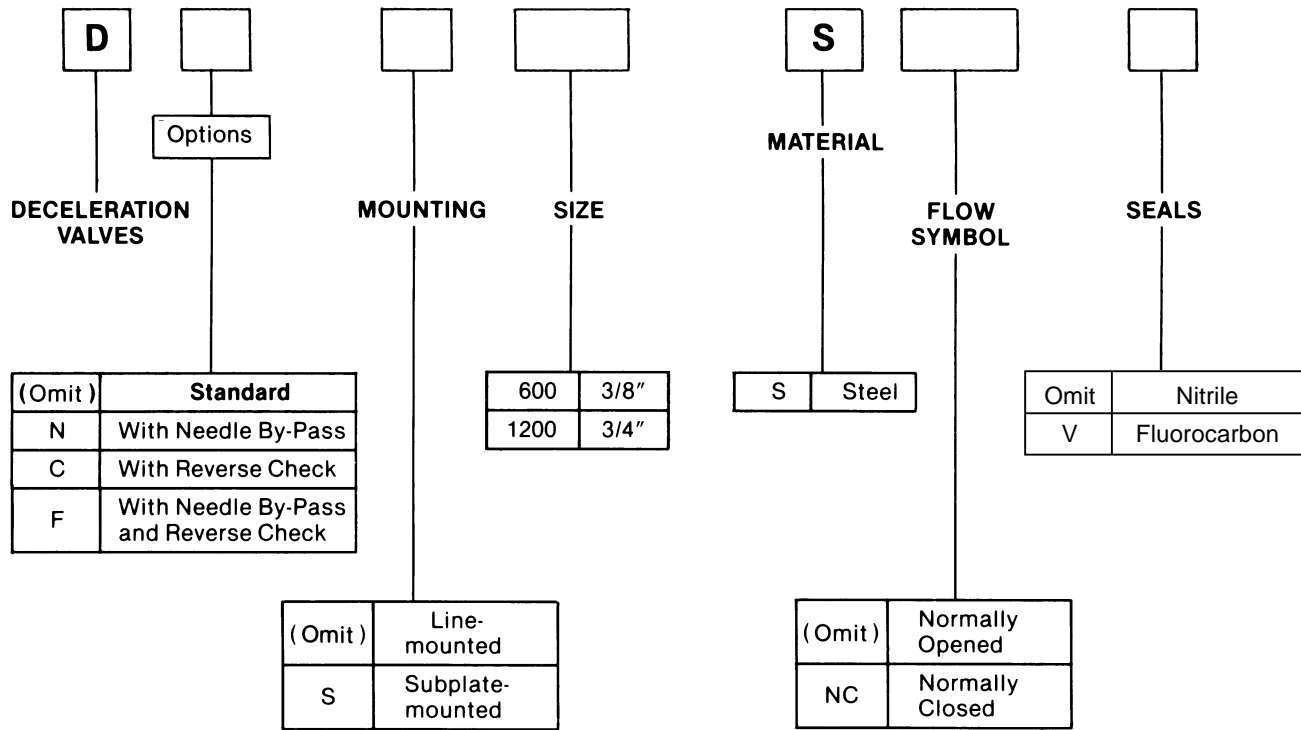 D
S
Options
MATERIAL
DECELERATION
VALVES
MOUNTING
SIZE
FLOW
SYMBOL
SEALS
(Omit) Standard
N With Needle By-Pass
C With Reverse Check
F With Needle By-Pass
and Reverse Check
600 3/8"
1200 3/4"
S Steel
Omit Nitrile
V Fluorocarbon
(Omit) Line-
mounted
S Subplate-
mounted
(Omit) Normally
Opened
NC Normally
Closed